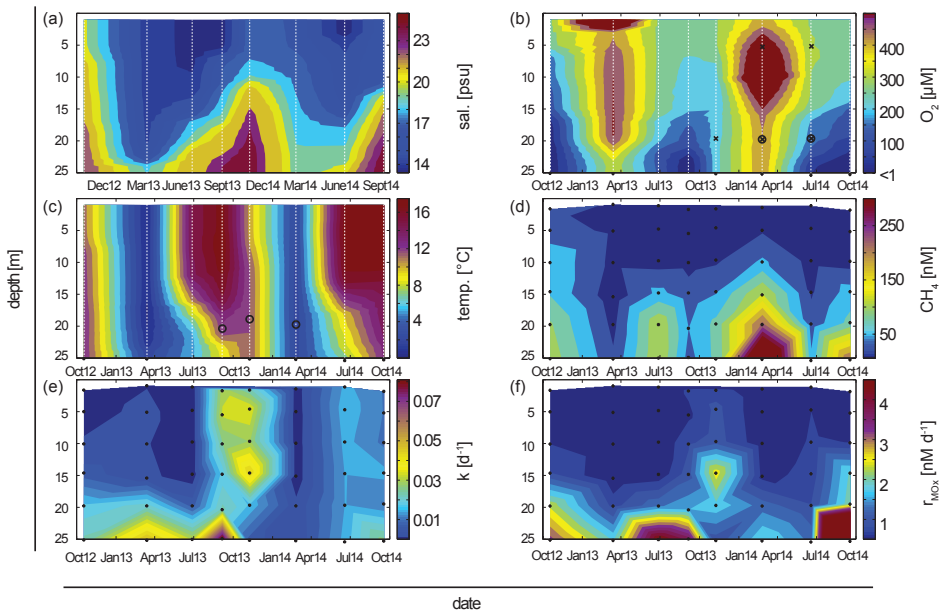 (a)
5
10
15
20
25
Dec12 Mar13 June13 Sept13 Dec14 Mar14 June14 Sept14
23
21
19
17
15
14
sal. [psu]
(b)
5
10
15
20
25
Oct12 Jan13 Apr13 Jul13 Oct13 Jan14 Apr14 Jul14 Oct14
400
300
200
100
<1
O2 [µM]
(c)
5
10
15
20
25
Oct12 Jan13 Apr13 Jul13 Oct13 Jan14 Apr14 Jul14 Oct14
16
12
8
4
temp. [°C]
(d)
5
10
15
20
25
Oct12 Jan13 Apr13 Jul13 Oct13 Jan14 Apr14 Jul14 Oct14
250
150
100
50
CH4 [nM]
(e)
5
10
15
20
25
Oct12 Jan13 Apr13 Jul13 Oct13 Jan14 Apr14 Jul14 Oct14
0.07
0.05
0.03
0.01
k [d-1]
(f)
5
10
15
20
25
Oct12 Jan13 Apr13 Jul13 Oct13 Jan14 Apr14 Jul14 Oct14
4
3
2
1
rMOx [nM d-1]
depth[m]
date